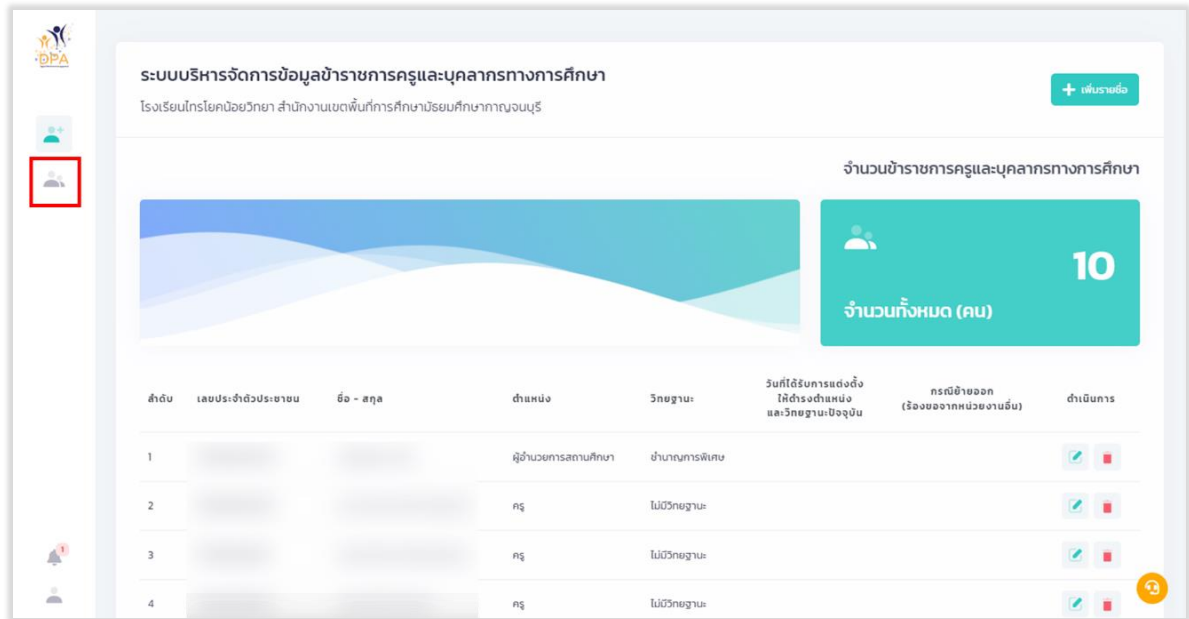 DPA
ระบบบริหารจัดการข้อมูลข้าราชการครูและบุคลากรทางการศึกษา
โรงเรียนไทรโยคน้อยวิทยา สำนักงานเขตพื้นที่การศึกษามัธยมศึกษากาญจนบุรี
+ เพิ่มรายชื่อ
จำนวนข้าราชการครูและบุคลากรทางการศึกษา
10
จำนวนทั้งหมด (คน)
ลำดับ เลขประจำตัวประชาชน ชื่อ - สกุล ตำแหน่ง วิทยฐานะ วันที่ได้รับการแต่งตั้ง
ให้ดำรงตำแหน่ง
และวิทยฐานะปัจจุบัน กรณีย้ายออก
(ร้องขอจากหน่วยงานอื่น) ดำเนินการ
1 ผู้อำนวยการสถานศึกษา ชำนาญการพิเศษ
2 ครู ไม่มีวิทยฐานะ
3 ครู ไม่มีวิทยฐานะ
4 ครู ไม่มีวิทยฐานะ
1